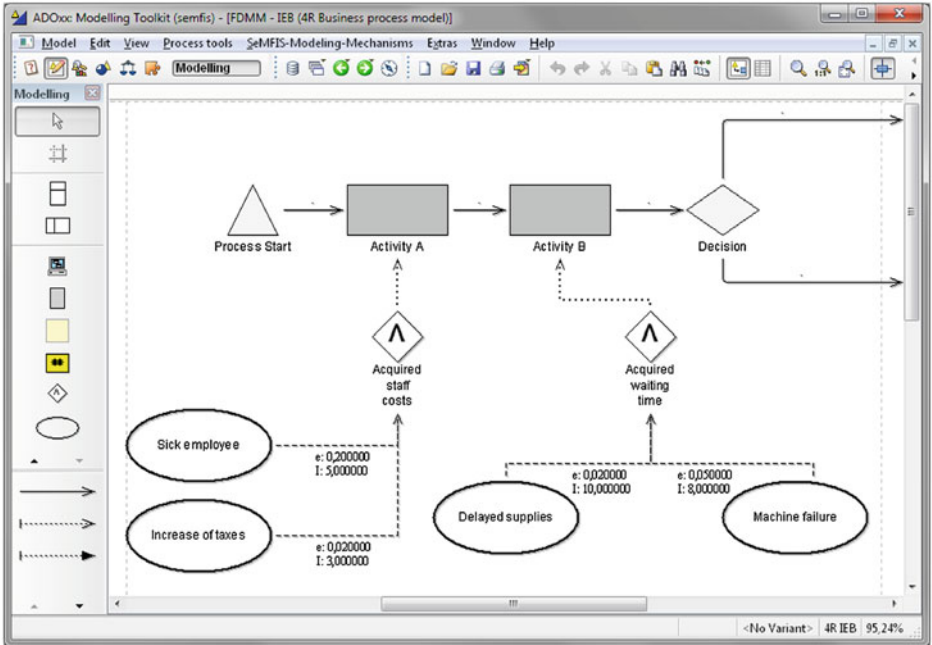 ADOxx: Modelling Toolkit (semfis) - [FDMM - IEB (4R Business process model)]
Model Edit View Process tools SeMFIS-Modeling-Mechanisms Extras Window Help
Modelling
Modelling
Process Start
Activity A
Activity B
Decision
Acquired
staff
costs
Acquired
waiting
time
Sick employee
e: 0,200000
I: 5,000000
Increase of taxes
e: 0,020000
I: 3,000000
Delayed supplies
e: 0,020000
I: 10,000000
e: 0,050000
I: 8,000000
Machine failure
<No Variant> 4R IEB 95,24%